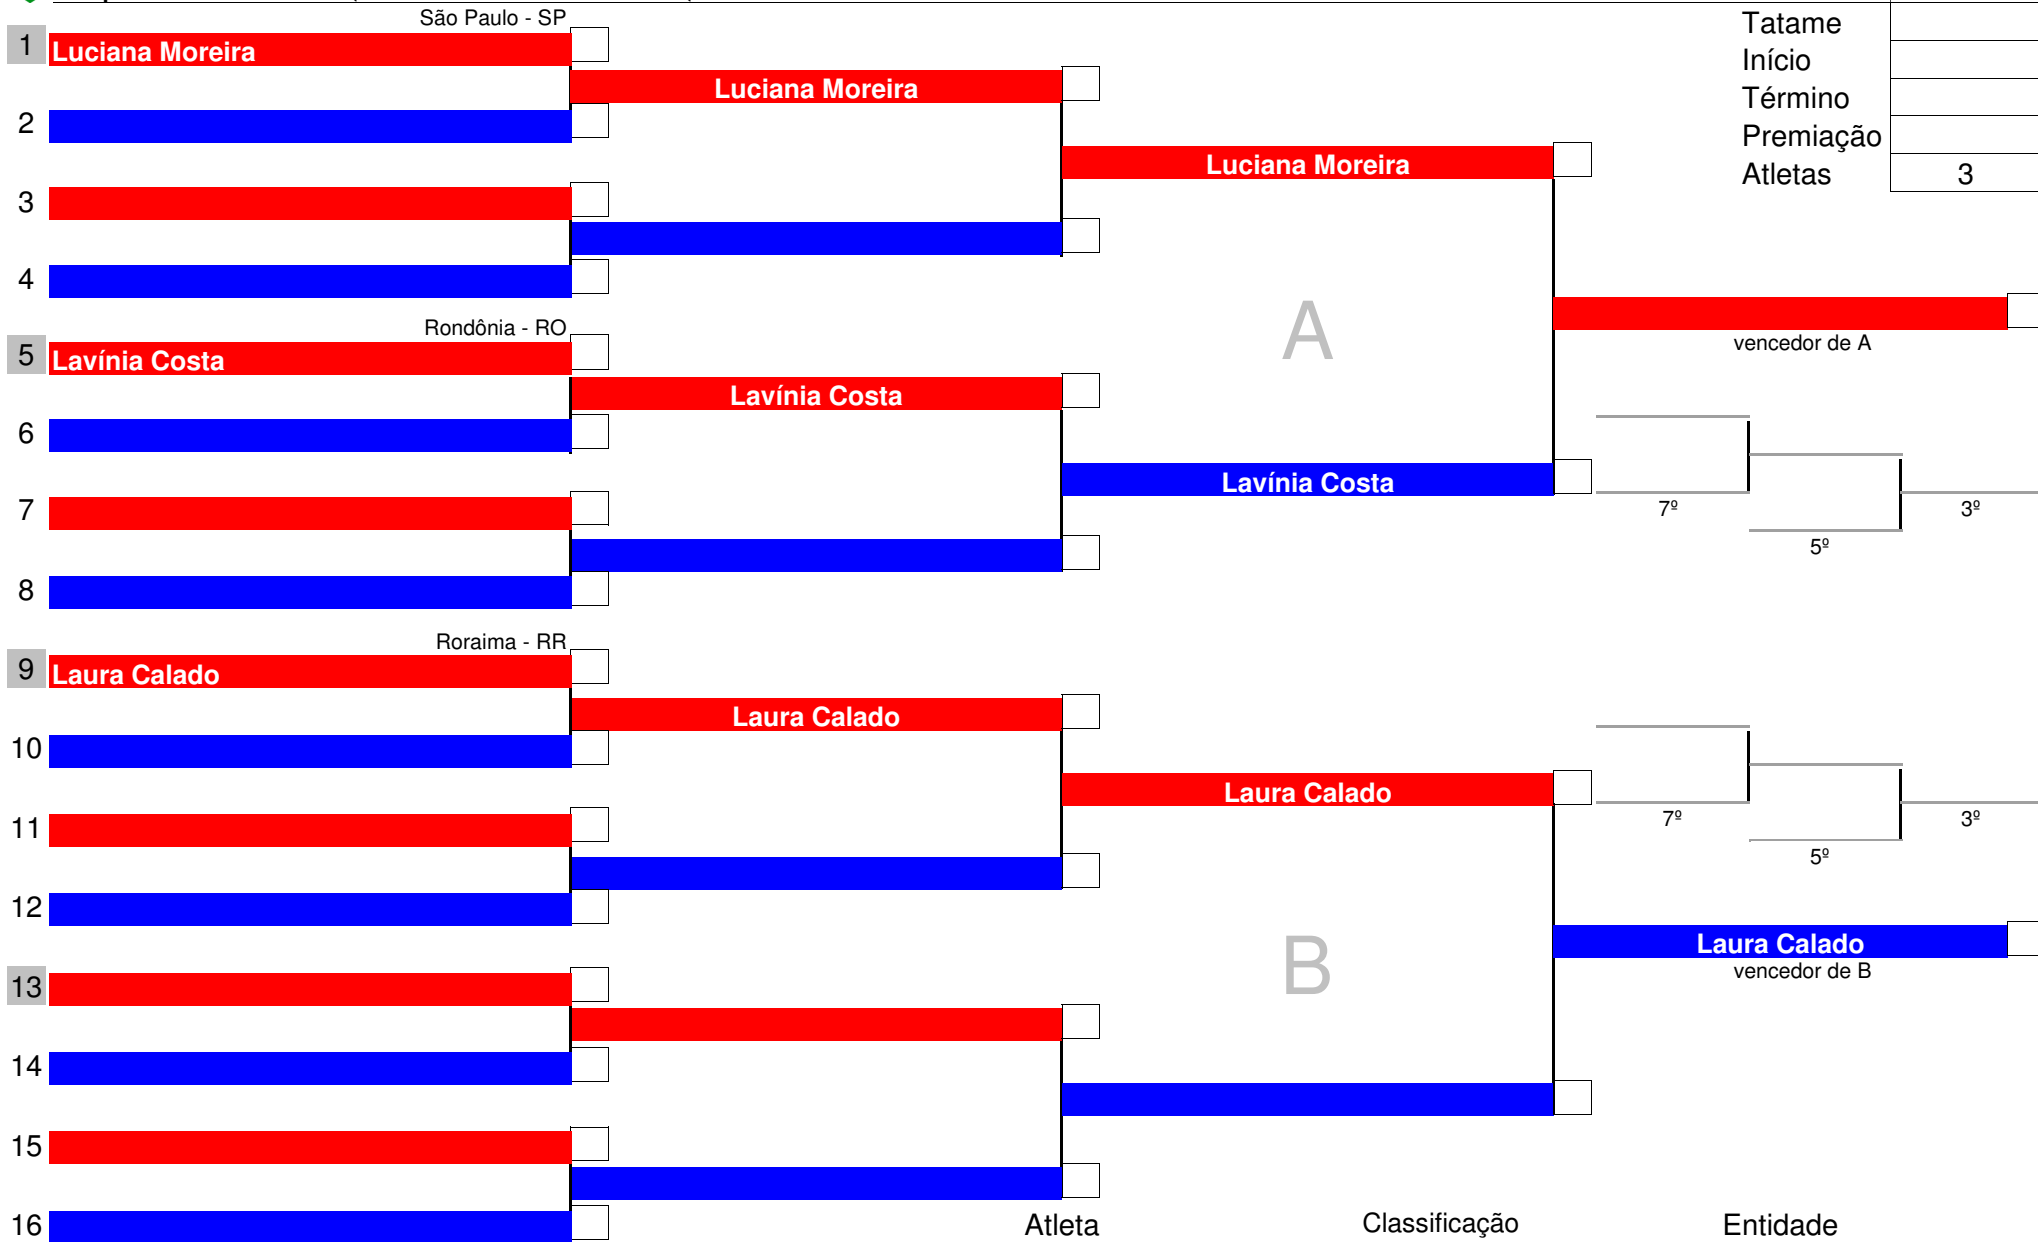 São Paulo - SP
Tatame
1 Luciana Moreira
Início
Luciana Moreira
Término
2
Premiação
Luciana Moreira
Atletas 3
3
4
A
Rondônia - RO
vencedor de A
5 Lavínia Costa
Lavínia Costa
6
Lavínia Costa
7
7º 3º
5º
8
Roraima - RR
9 Laura Calado
Laura Calado
10
Laura Calado
11
7º 3º
5º
12
Laura Calado
B
vencedor de B
13
14
15
16
Atleta Classificação Entidade